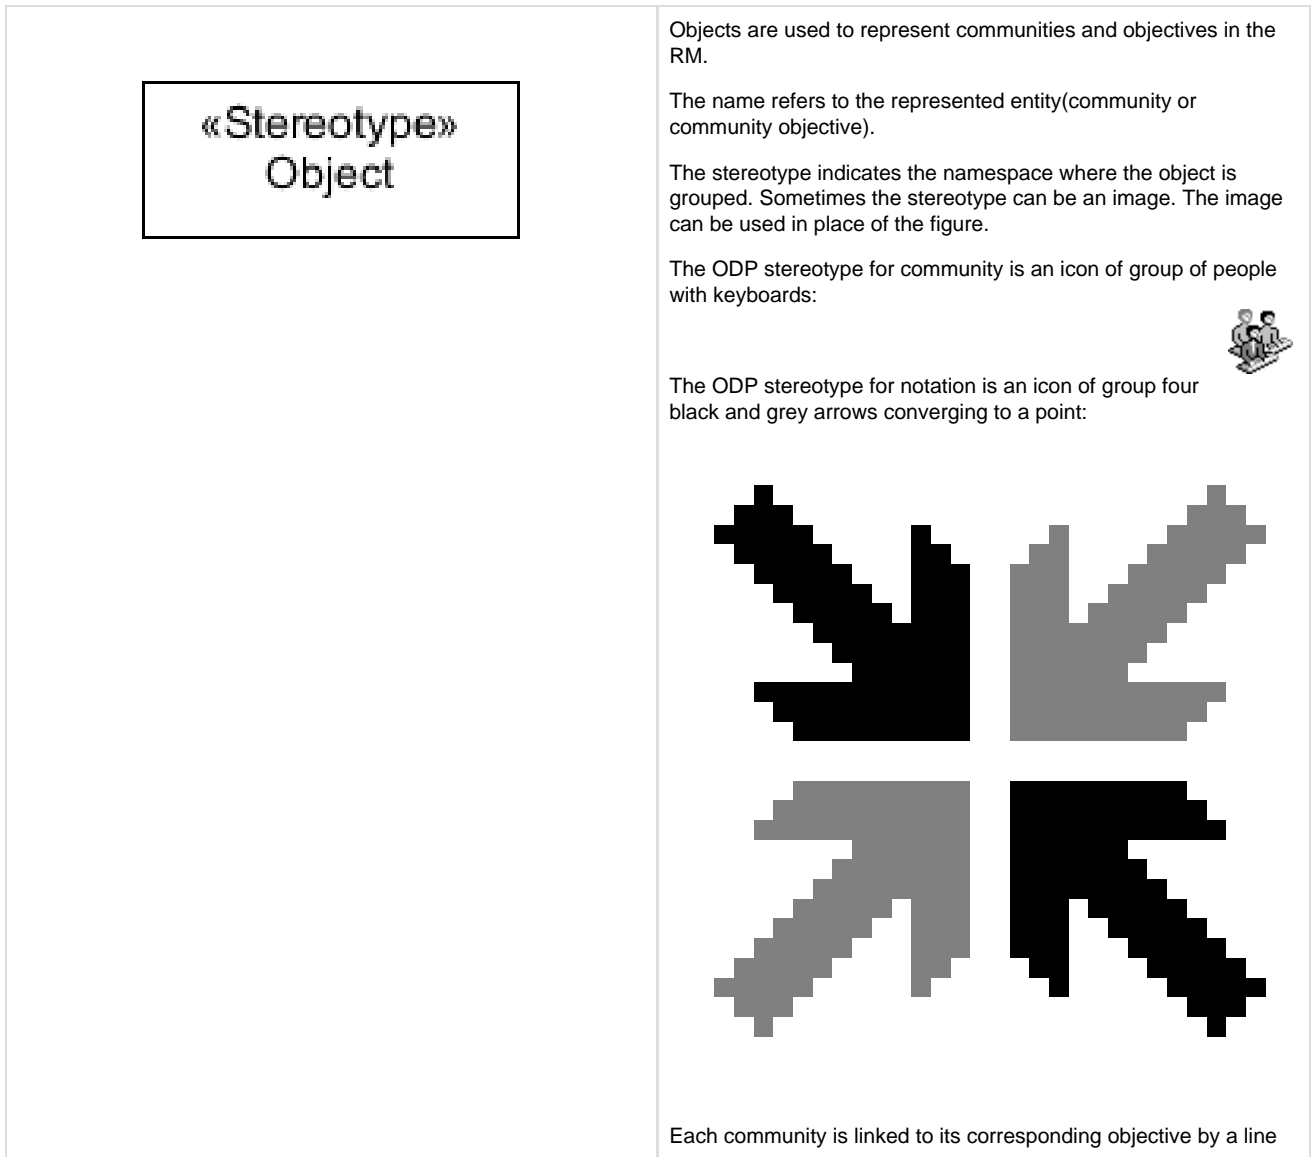 «Stereotype»
Object
Objects are used to represent communities and objectives in the
RM.
The name refers to the represented entity(community or
community objective).
The stereotype indicates the namespace where the object is
grouped. Sometimes the stereotype can be an image. The image
can be used in place of the figure.
The ODP stereotype for community is an icon of group of people
with keyboards:
The ODP stereotype for notation is an icon of group four
black and grey arrows converging to a point:
Each community is linked to its corresponding objective by a line